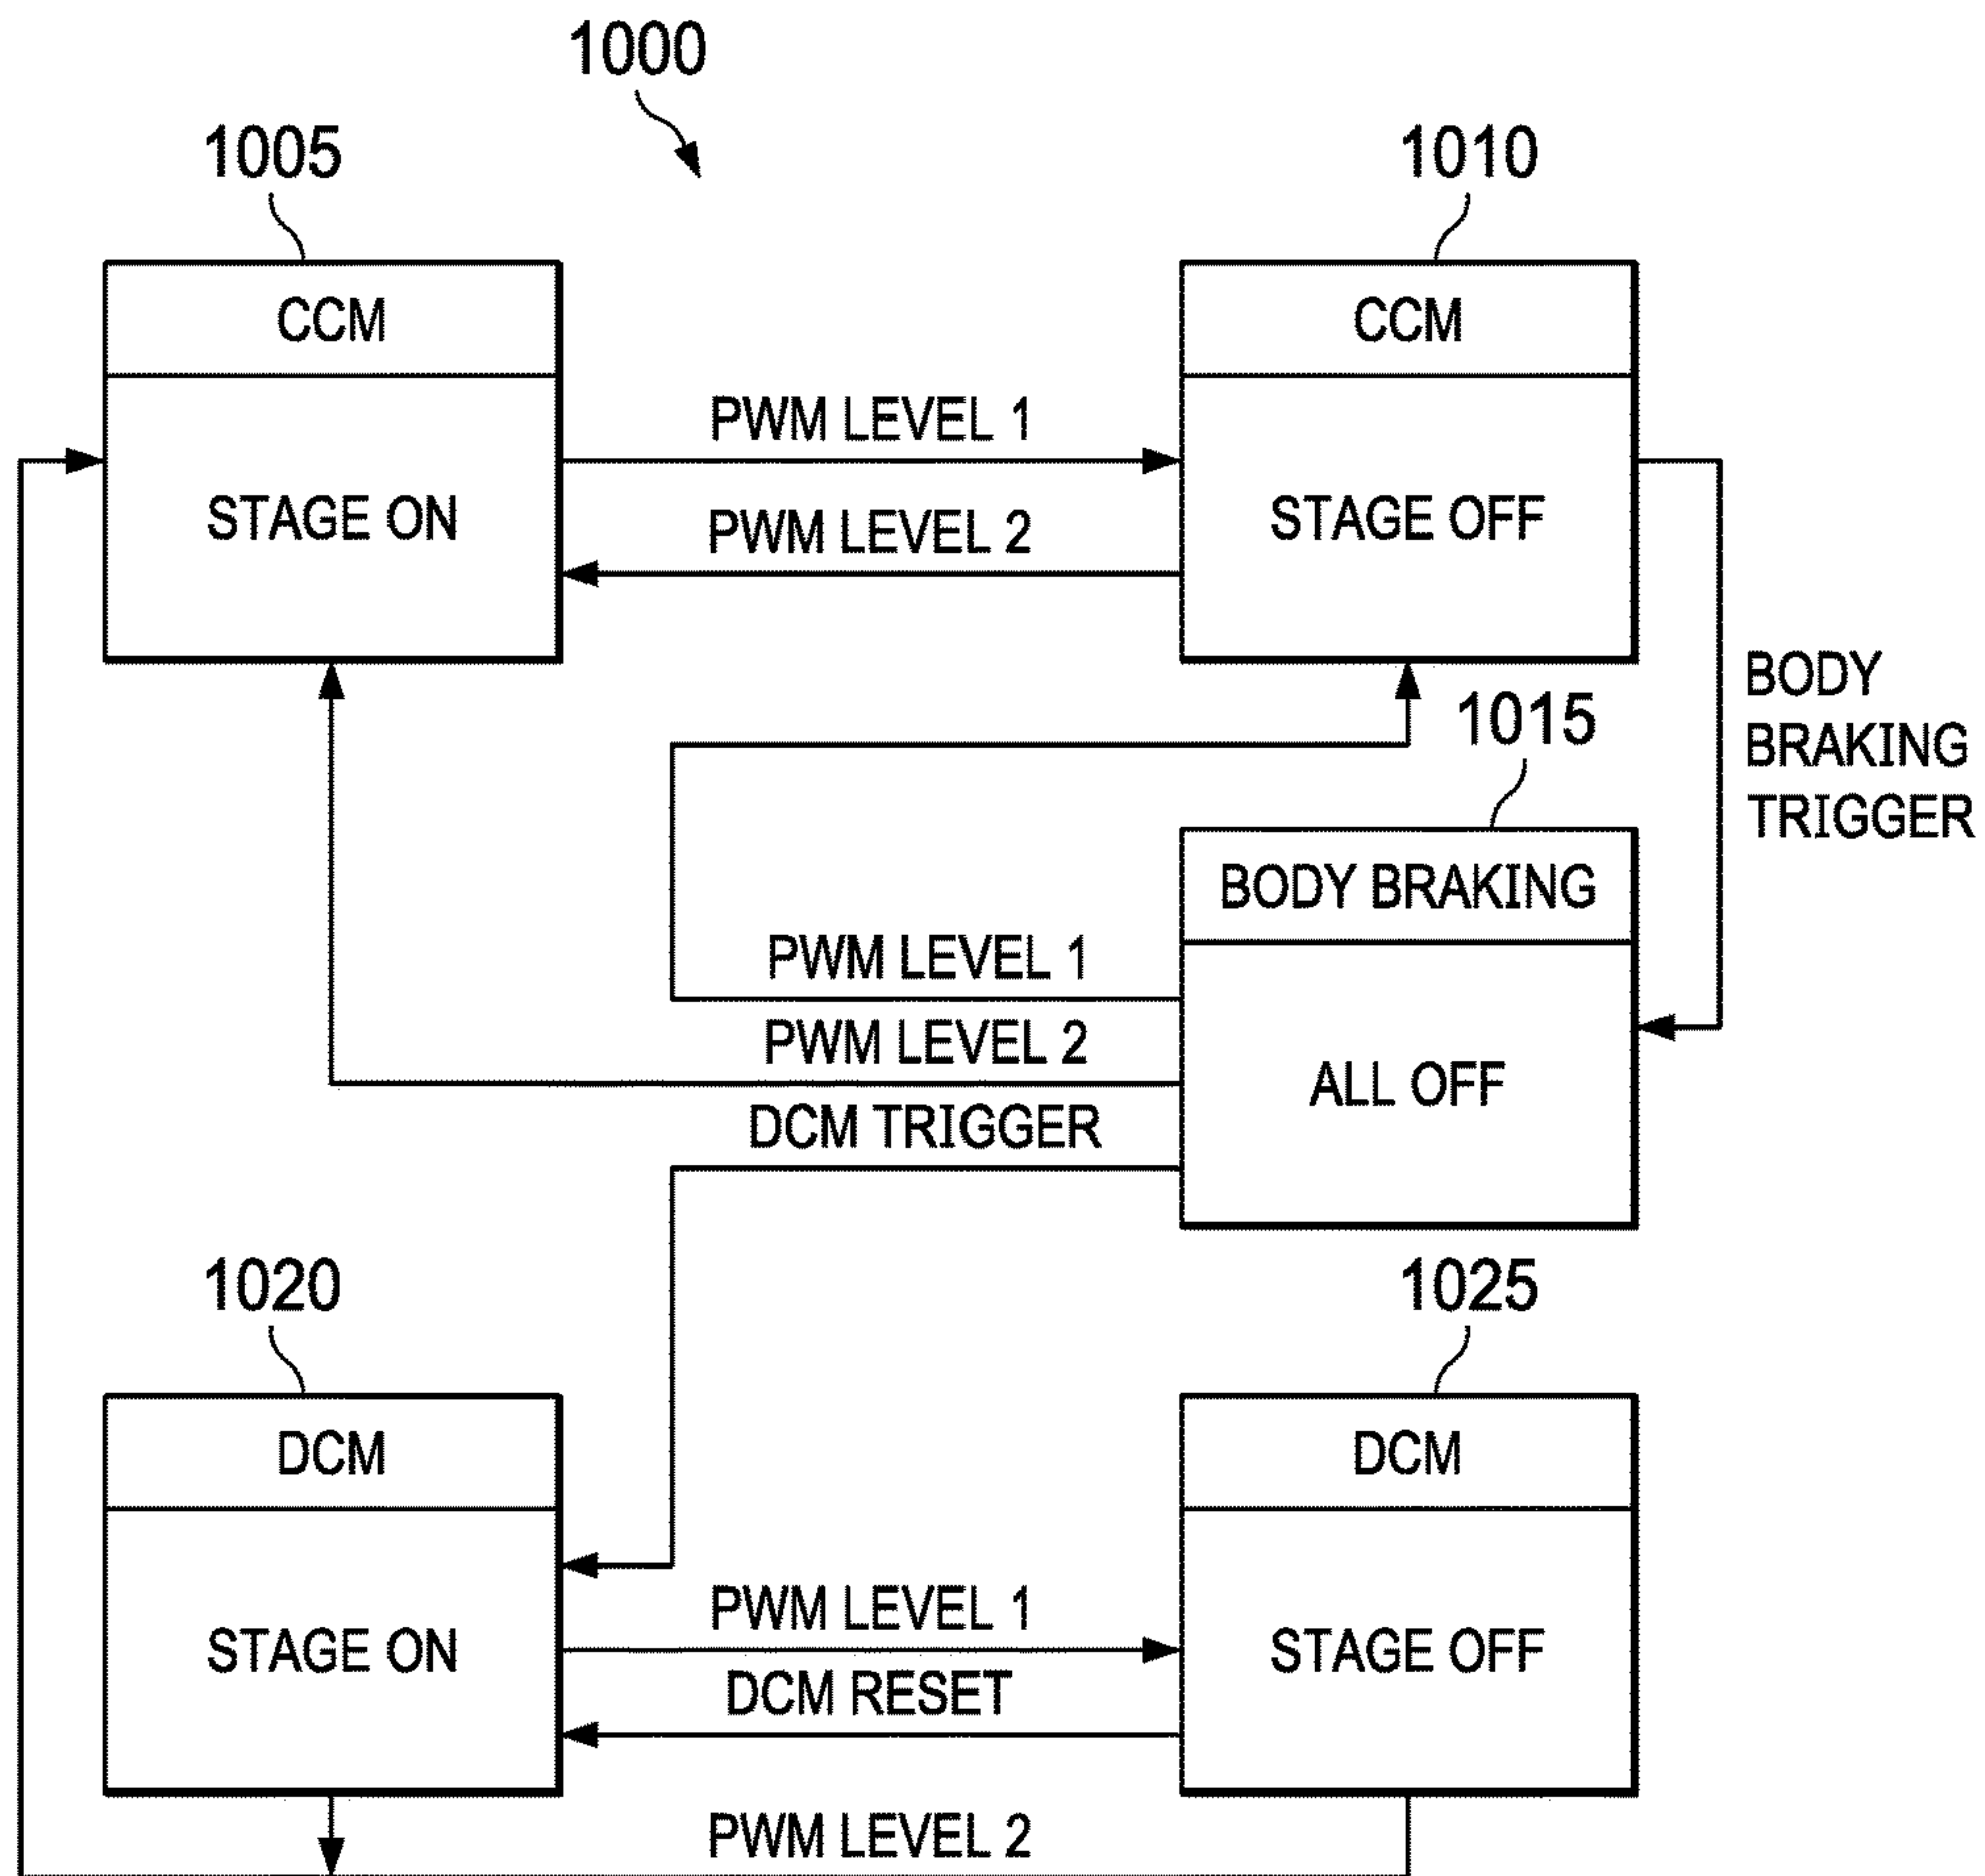 1000
1005
1010
CCM
CCM
PWM LEVEL 1
STAGE ON
PWM LEVEL 2
STAGE OFF
BODY
BRAKING
TRIGGER
1015
BODY BRAKING
PWM LEVEL 1
PWM LEVEL 2
ALL OFF
DCM TRIGGER
1020
1025
DCM
DCM
PWM LEVEL 1
STAGE ON
STAGE OFF
DCM RESET
PWM LEVEL 2